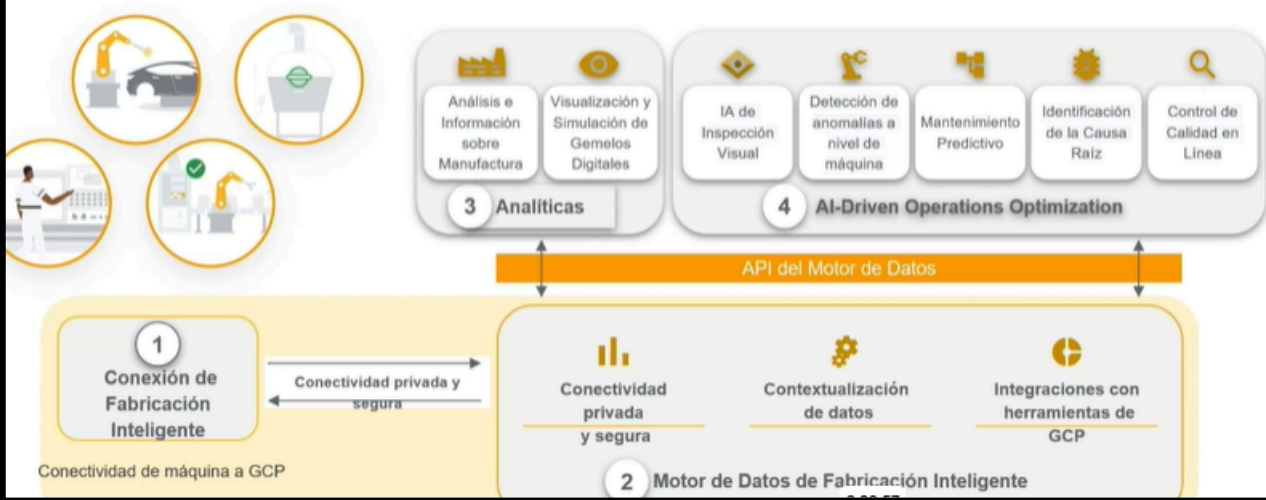 Análisis e
Información
sobre
Manufactura
Visualización y
Simulación de
Gemelos
Digitales
3 Analíticas
IA de
Inspección
Visual
Detección de
anomalías a
nivel de
máquina
Mantenimiento
Predictivo
Identificación
de la Causa
Raíz
Control de
Calidad en
Línea
4 AI-Driven Operations Optimization
API del Motor de Datos
1
Conexión de
Fabricación
Inteligente
Conectividad de máquina a GCP
Conectividad privada y
segura
Conectividad
privada
y segura
Contextualización
de datos
Integraciones con
herramientas de
GCP
2 Motor de Datos de Fabricación Inteligente